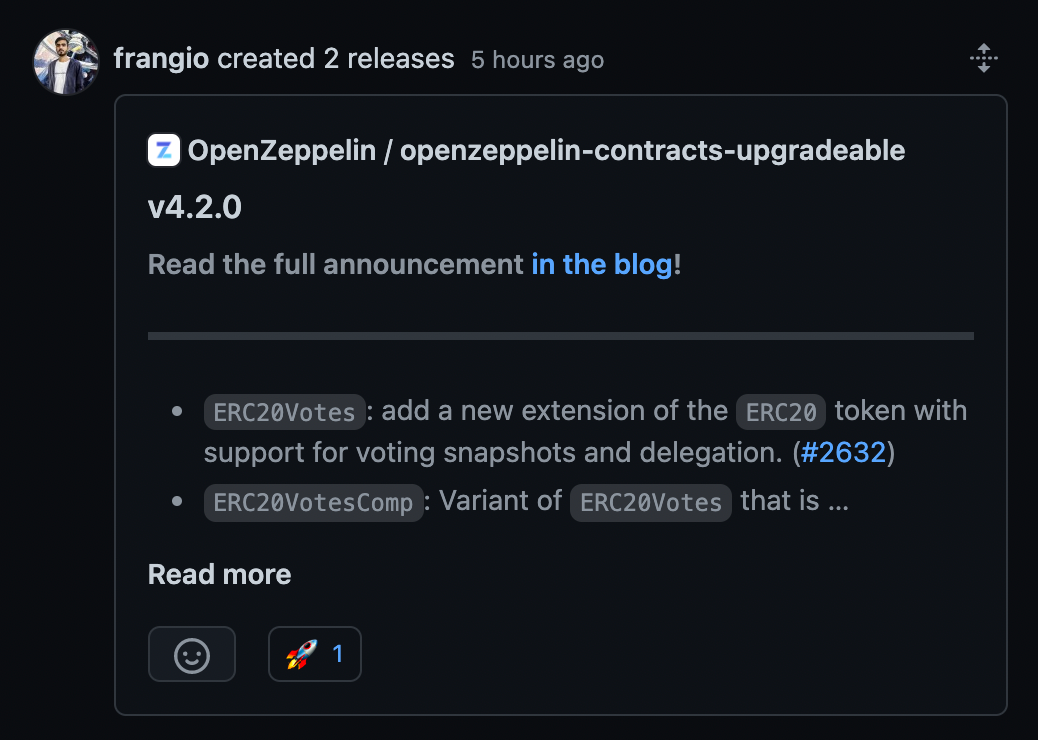 frangio created 2 releases 5 hours ago
OpenZeppelin / openzeppelin-contracts-upgradeable
v4.2.0
Read the full announcement in the blog!
ERC20Votes: add a new extension of the ERC20 token with
support for voting snapshots and delegation. (#2632)
ERC20VotesComp: Variant of ERC20Votes that is ...
Read more
1